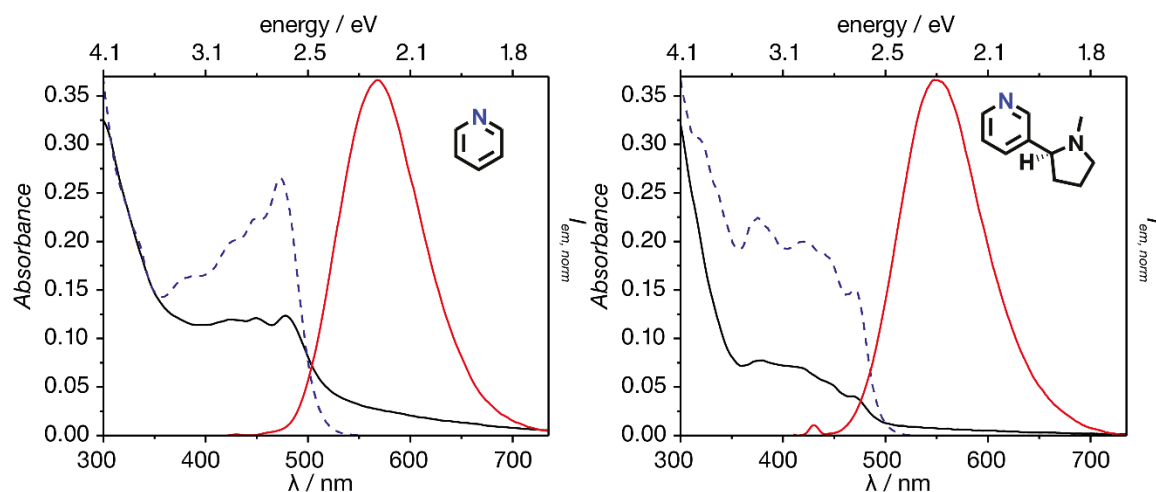 energy / eV
4.1 3.1 2.5 2.1 1.8
0.35
0.30
0.25
0.20
0.15
0.10
0.05
0.00
Absorbance
I em, norm
N
300 400 500 600 700
λ / nm
energy / eV
4.1 3.1 2.5 2.1 1.8
0.35
0.30
0.25
0.20
0.15
0.10
0.05
0.00
Absorbance
I em, norm
N
N
H
300 400 500 600 700
λ / nm